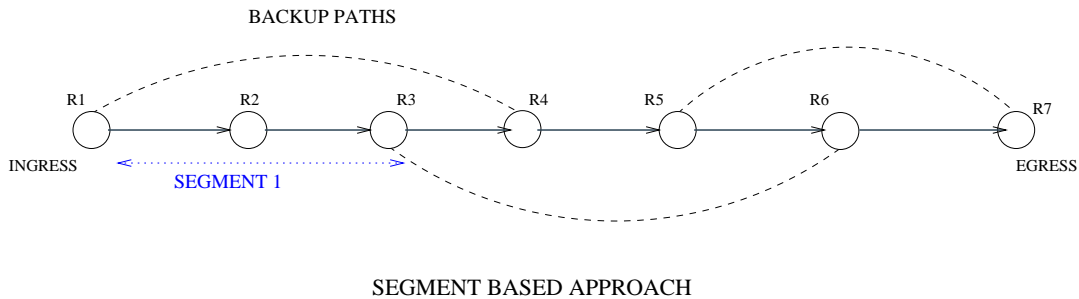 BACKUP PATHS
R1
R2
R3
R4
R5
R6
R7
INGRESS
EGRESS
SEGMENT 1
SEGMENT BASED APPROACH